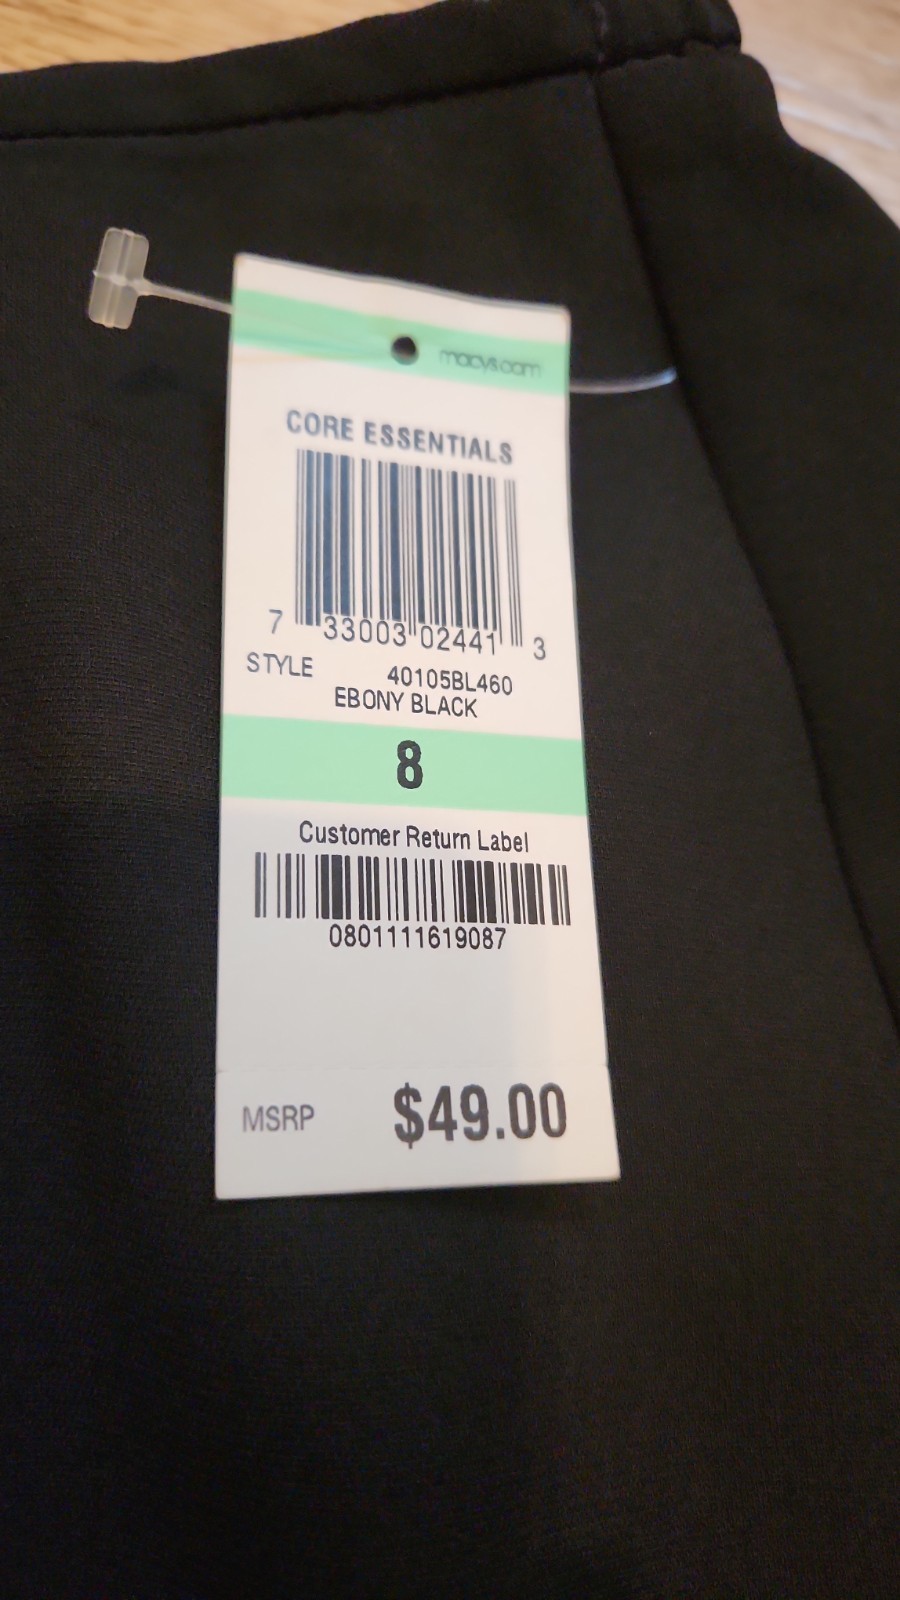 macys.com
CORE ESSENTIALS
7 33003 02441 3
STYLE 40105BL460
EBONY BLACK
8
Customer Return Label
0801111619087
MSRP $49.00